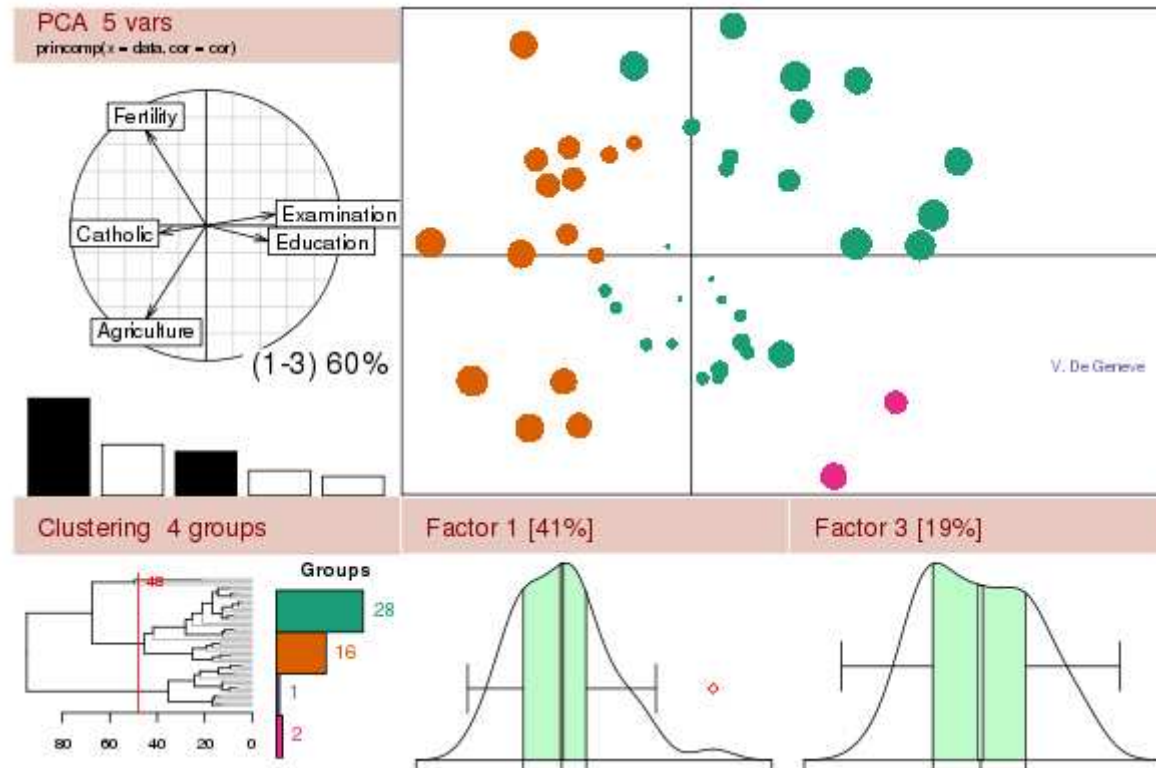 PCA 5 vars
princomp(x = data, cor = cor)
Fertility
Examination
Catholic
Education
Agriculture
(1-3) 60%
V. De Geneve
Clustering 4 groups
Factor 1 [41%]
Factor 3 [19%]
Groups
48
28
16
1
2
80 60 40 20 0